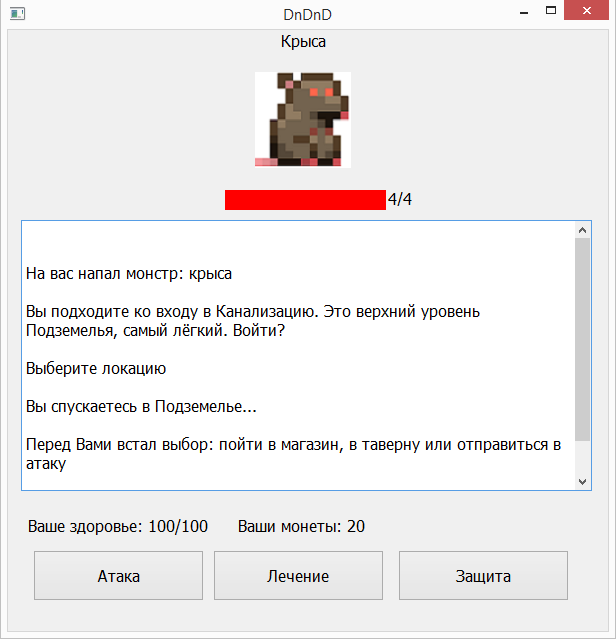 DnDnD
Крыса
4/4
На вас напал монстр: крыса
Вы подходите ко входу в Канализацию. Это верхний уровень
Подземелья, самый лёгкий. Войти?
Выберите локацию
Вы спускаетесь в Подземелье...
Перед Вами встал выбор: пойти в магазин, в таверну или отправиться в
атаку
Ваше здоровье: 100/100 Ваши монеты: 20
Атака Лечение Защита